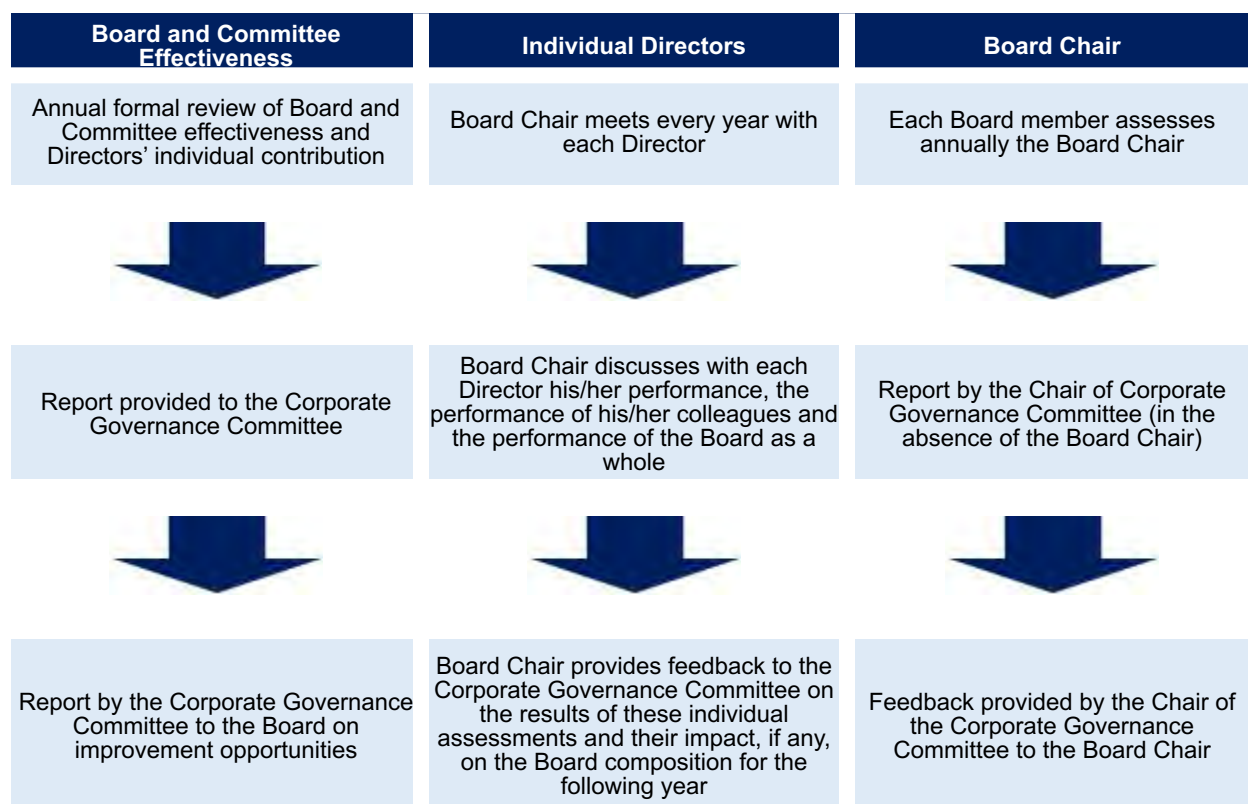 Board and Committee
Effectiveness
Individual Directors
Board Chair
Annual formal review of Board and
Committee effectiveness and
Directors’ individual contribution
Board Chair meets every year with
each Director
Each Board member assesses
annually the Board Chair
Report provided to the Corporate
Governance Committee
Board Chair discusses with each
Director his/her performance, the
performance of his/her colleagues and
the performance of the Board as a
whole
Report by the Chair of Corporate
Governance Committee (in the
absence of the Board Chair)
Report by the Corporate Governance
Committee to the Board on
improvement opportunities
Board Chair provides feedback to the
Corporate Governance Committee on
the results of these individual
assessments and their impact, if any,
on the Board composition for the
following year
Feedback provided by the Chair of
the Corporate Governance
Committee to the Board Chair